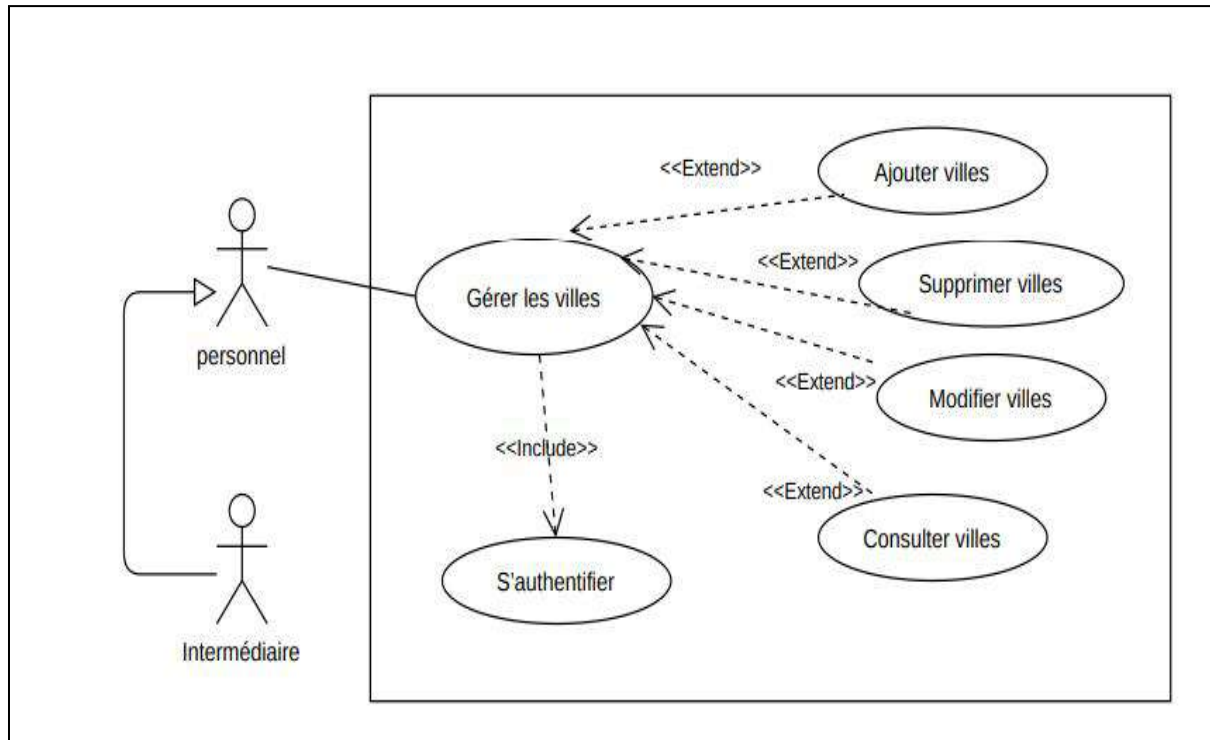 <<Extend>>
Ajouter villes
<<Extend>>
Supprimer villes
Gérer les villes
personnel
<<Extend>>
Modifier villes
<<Include>>
<<Extend>>
Consulter villes
S'authentifier
Intermédiaire